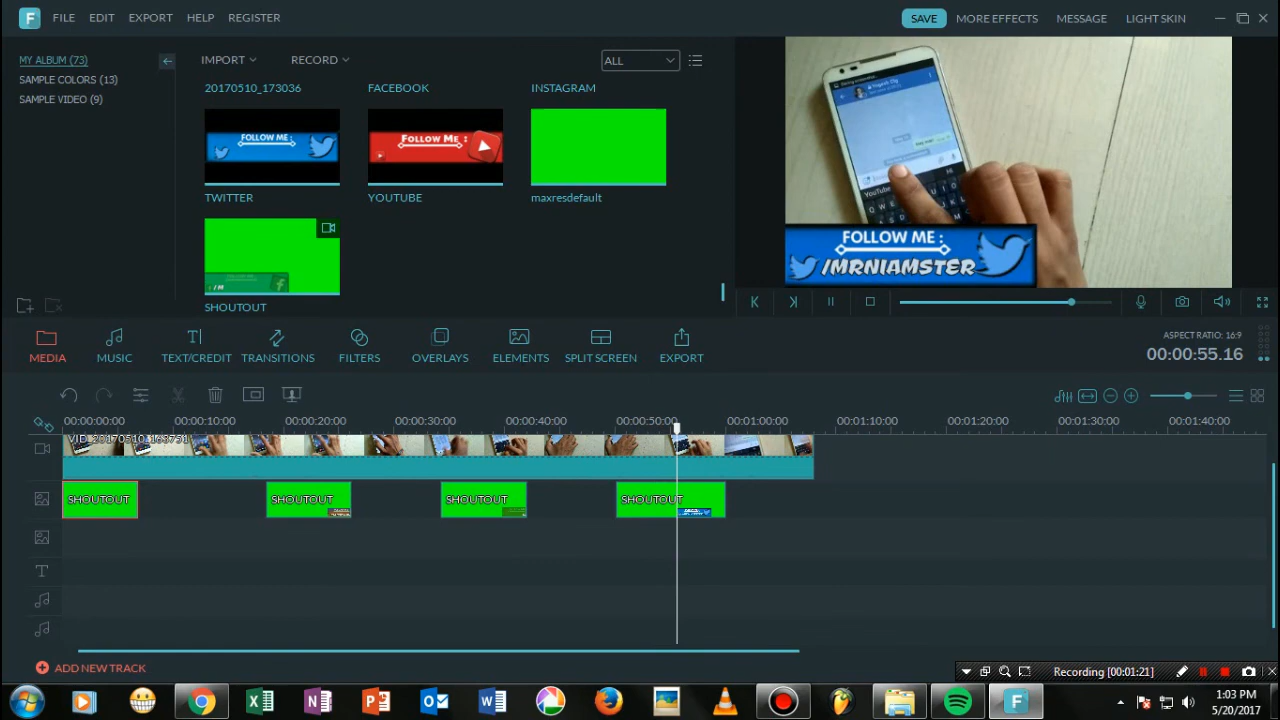 F FILE EDIT EXPORT HELP REGISTER SAVE MORE EFFECTS MESSAGE LIGHT SKIN
MY ALBUM (73)
SAMPLE COLORS (13)
SAMPLE VIDEO (9)
IMPORT RECORD ALL
20170510_173036 FACEBOOK INSTAGRAM
FOLLOW ME :
FOLLOW ME :
TWITTER YOUTUBE maxresdefault
SHOUTOUT
YouTube Hi
FOLLOW ME :
/MRNIAMSTER
MEDIA MUSIC TEXT/CREDIT TRANSITIONS FILTERS OVERLAYS ELEMENTS SPLIT SCREEN EXPORT
ASPECT RATIO: 16:9
00:00:55.16
00:00:00:00 00:00:10:00 00:00:20:00 00:00:30:00 00:00:40:00 00:00:50:00 00:01:00:00 00:01:10:00 00:01:20:00 00:01:30:00 00:01:40:00
VID_20170510_163751
SHOUTOUT SHOUTOUT SHOUTOUT SHOUTOUT
ADD NEW TRACK
Recording [00:01:21]
1:03 PM
5/20/2017